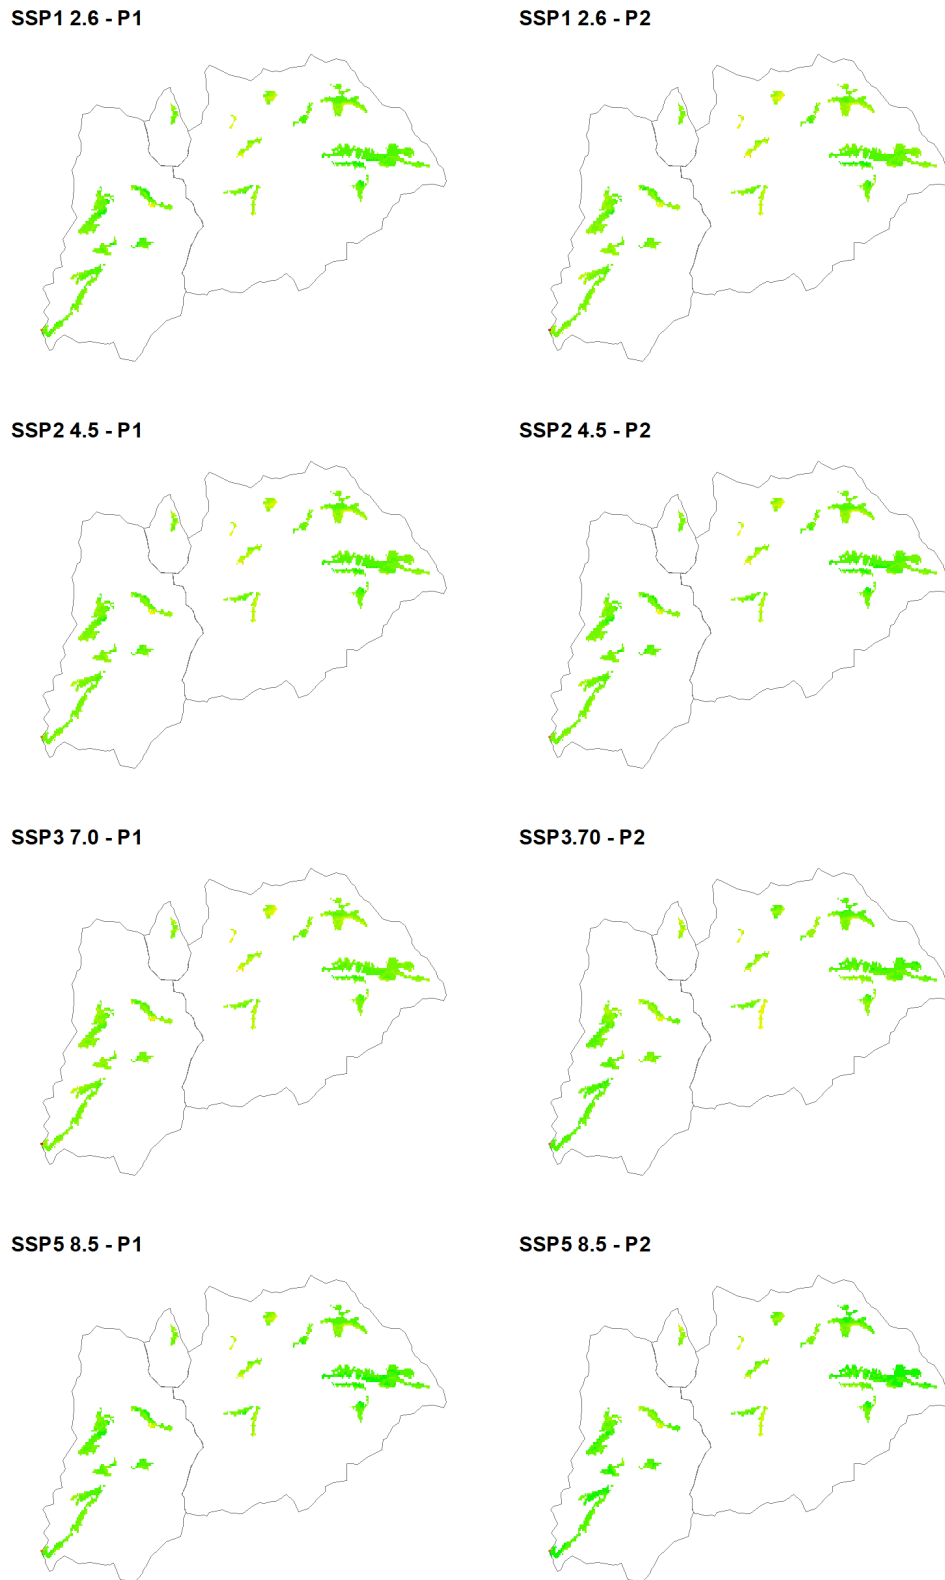 SSP1 2.6 - P1
SSP1 2.6 - P2
SSP2 4.5 - P1
SSP2 4.5 - P2
SSP3 7.0 - P1
SSP3.70 - P2
SSP5 8.5 - P1
SSP5 8.5 - P2